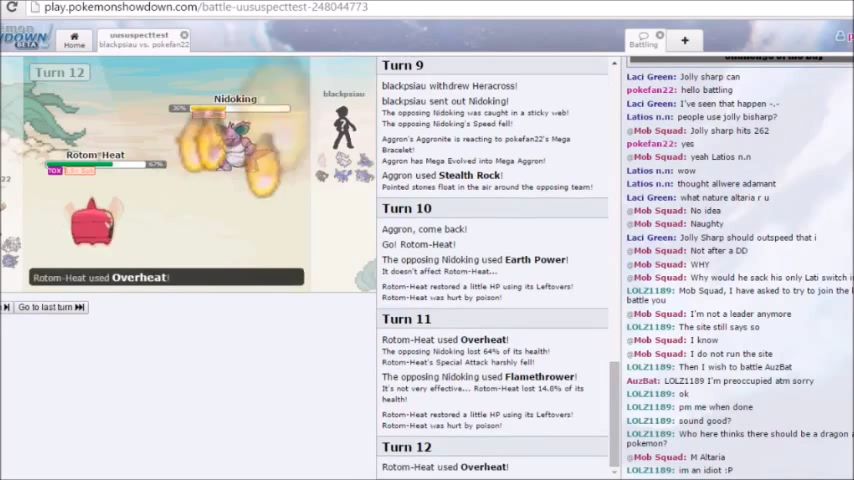 play.pokemonshowdown.com/battle-uususpecttest-248044773
Home
uususpecttest
blackpsiau vs. pokefan22
Battling
Turn 12
Nidoking
36%
Rotom-Heat
67%
TOX
blackpsiau
Rotom-Heat used Overheat!
Go to last turn
Turn 9
blackpsiau withdrew Heracross!
blackpsiau sent out Nidoking!
The opposing Nidoking was caught in a sticky web!
The opposing Nidoking's Speed fell!
Aggron's Aggronite is reacting to pokefan22's Mega
Bracelet!
Aggron has Mega Evolved into Mega Aggron!
Aggron used Stealth Rock!
Pointed stones float in the air around the opposing team!
Turn 10
Aggron, come back!
Go! Rotom-Heat!
The opposing Nidoking used Earth Power!
It doesn't affect Rotom-Heat...
Rotom-Heat restored a little HP using its Leftovers!
Rotom-Heat was hurt by poison!
Turn 11
Rotom-Heat used Overheat!
The opposing Nidoking lost 64% of its health!
Rotom-Heat's Special Attack harshly fell!
The opposing Nidoking used Flamethrower!
It's not very effective... Rotom-Heat lost 14.8% of its
health!
Rotom-Heat restored a little HP using its Leftovers!
Rotom-Heat was hurt by poison!
Turn 12
Rotom-Heat used Overheat!
Laci Green: Jolly sharp can
pokefan22: hello battling
Laci Green: I've seen that happen -.-
Latios n.n: people use jolly bisharp?
@Mob Squad: Jolly sharp hits 262
pokefan22: yes
@Mob Squad: yeah Latios n.n
Latios n.n: wow
Latios n.n: thought allwere adamant
Laci Green: what nature altaria r u
@Mob Squad: No idea
@Mob Squad: Naughty
Laci Green: Jolly Sharp should outspeed that i
@Mob Squad: Not after a DD
@Mob Squad: WHY
@Mob Squad: Why would he sack his only Lati switch i
LOLZ1189: Mob Squad, I have asked to try to join the
battle you
@Mob Squad: I'm not a leader anymore
LOLZ1189: The site still says so
@Mob Squad: I know
@Mob Squad: I do not run the site
LOLZ1189: Then I wish to battle AuzBat
AuzBat: LOLZ1189 I'm preoccupied atm sorry
LOLZ1189: ok
LOLZ1189: pm me when done
LOLZ1189: sound good?
LOLZ1189: Who here thinks there should be a dragon
pokemon?
@Mob Squad: M Altaria
LOLZ1189: im an idiot :P